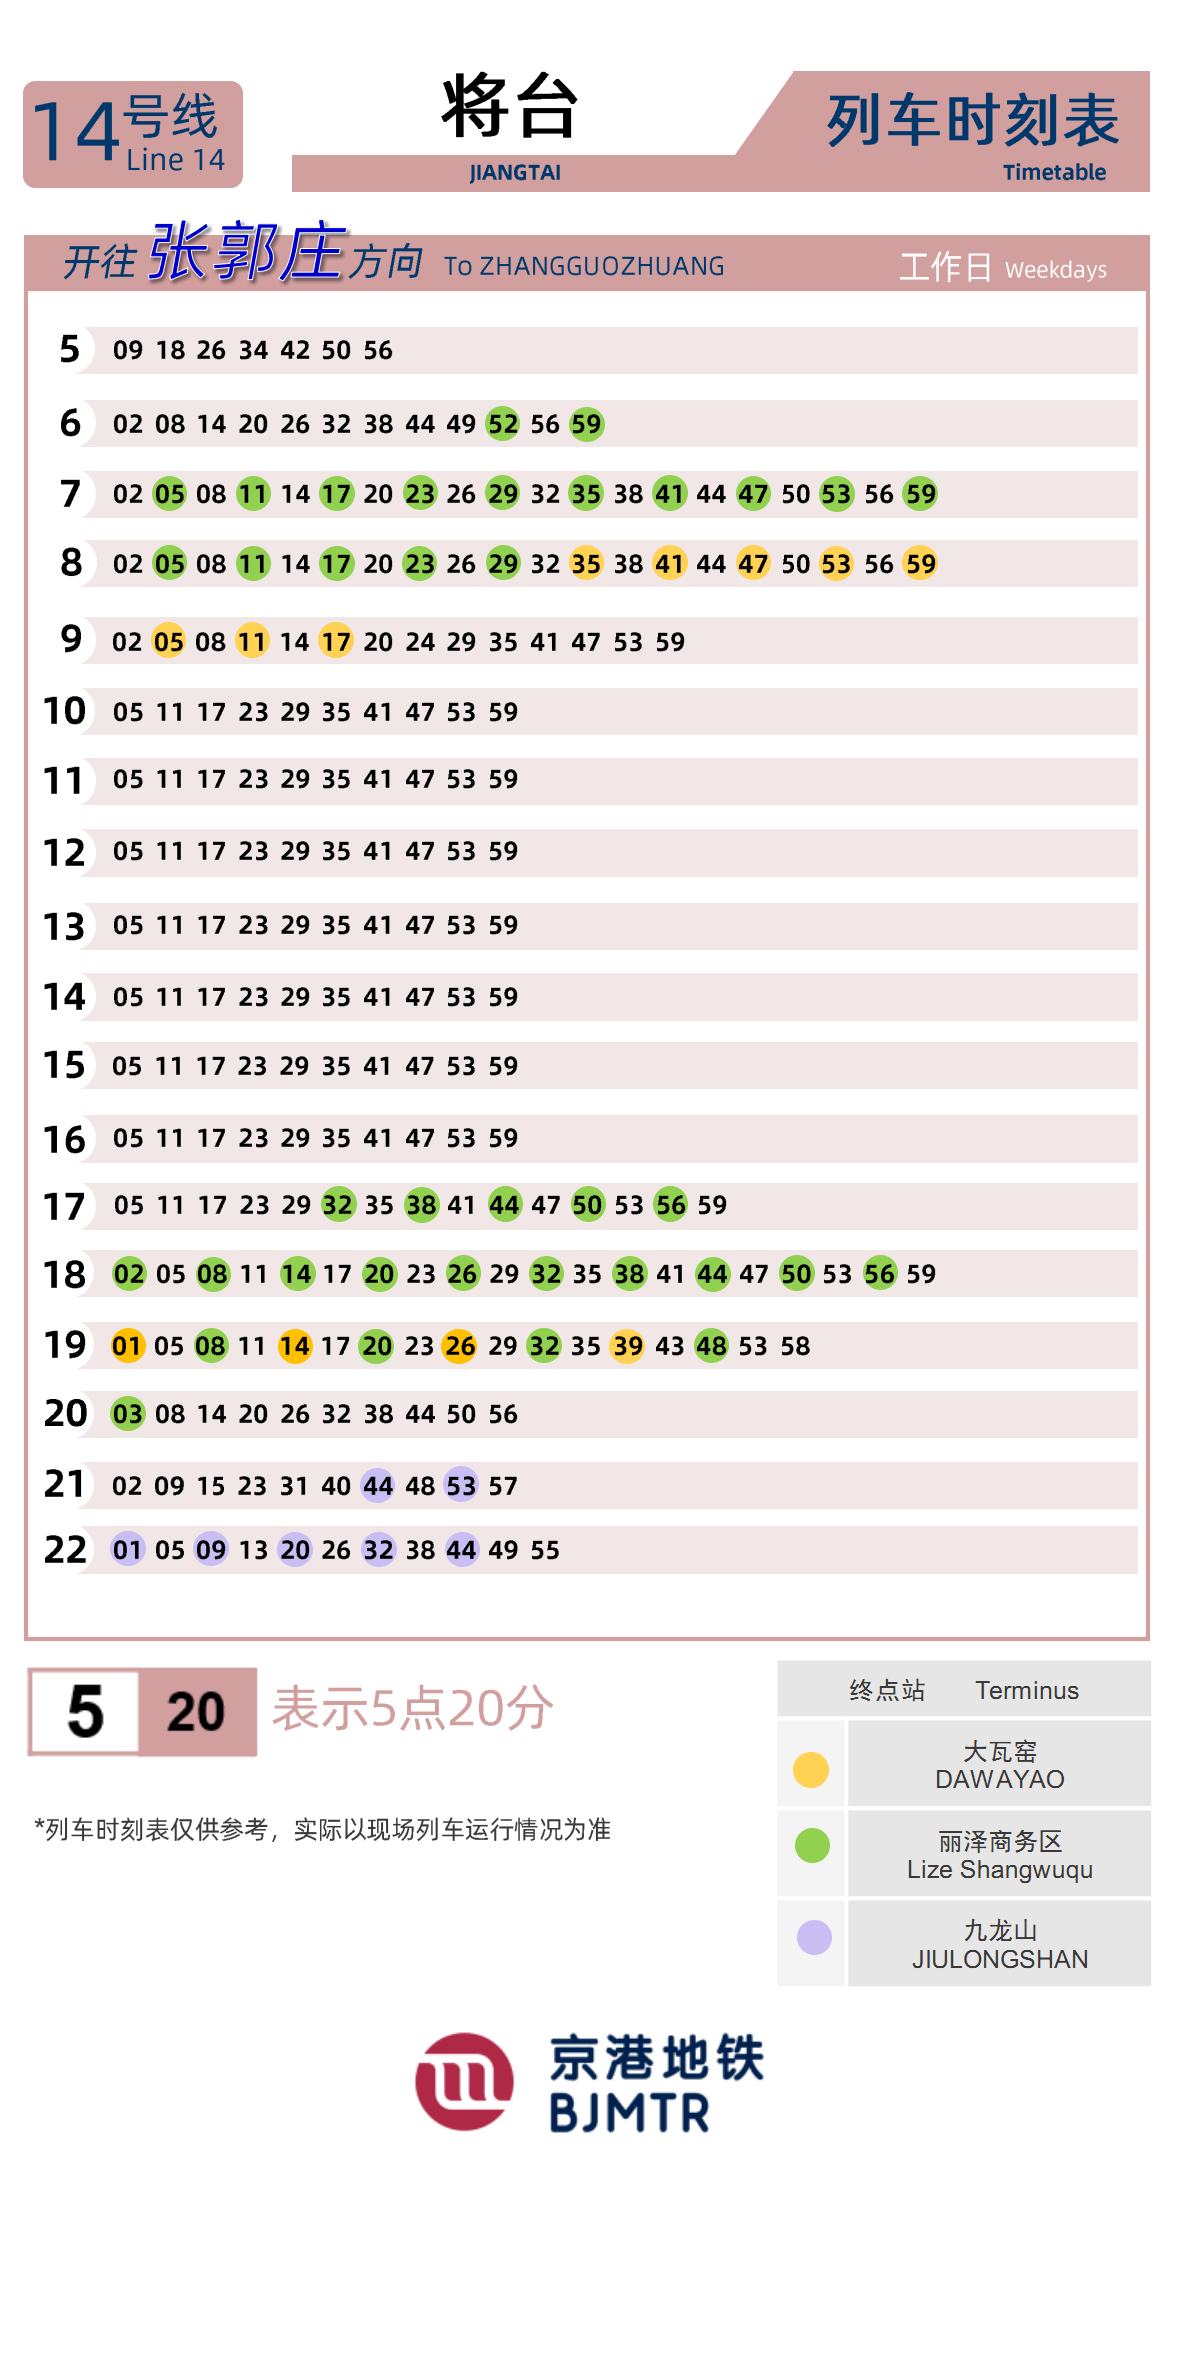 14号线
Line 14
将台
JIANGTAI
列车时刻表
Timetable
开往 张郭庄 方向 To ZHANGGUOZHUANG 工作日 Weekdays
5 09 18 26 34 42 50 56
6 02 08 14 20 26 32 38 44 49 52 56 59
7 02 05 08 11 14 17 20 23 26 29 32 35 38 41 44 47 50 53 56 59
8 02 05 08 11 14 17 20 23 26 29 32 35 38 41 44 47 50 53 56 59
9 02 05 08 11 14 17 20 24 29 35 41 47 53 59
10 05 11 17 23 29 35 41 47 53 59
11 05 11 17 23 29 35 41 47 53 59
12 05 11 17 23 29 35 41 47 53 59
13 05 11 17 23 29 35 41 47 53 59
14 05 11 17 23 29 35 41 47 53 59
15 05 11 17 23 29 35 41 47 53 59
16 05 11 17 23 29 35 41 47 53 59
17 05 11 17 23 29 32 35 38 41 44 47 50 53 56 59
18 02 05 08 11 14 17 20 23 26 29 32 35 38 41 44 47 50 53 56 59
19 01 05 08 11 14 17 20 23 26 29 32 35 39 43 48 53 58
20 03 08 14 20 26 32 38 44 50 56
21 02 09 15 23 31 40 44 48 53 57
22 01 05 09 13 20 26 32 38 44 49 55
5 20 表示5点20分
*列车时刻表仅供参考，实际以现场列车运行情况为准
终点站 Terminus
大瓦窑
DAWAYAO
丽泽商务区
Lize Shangwuqu
九龙山
JIULONGSHAN
京港地铁
BJMTR